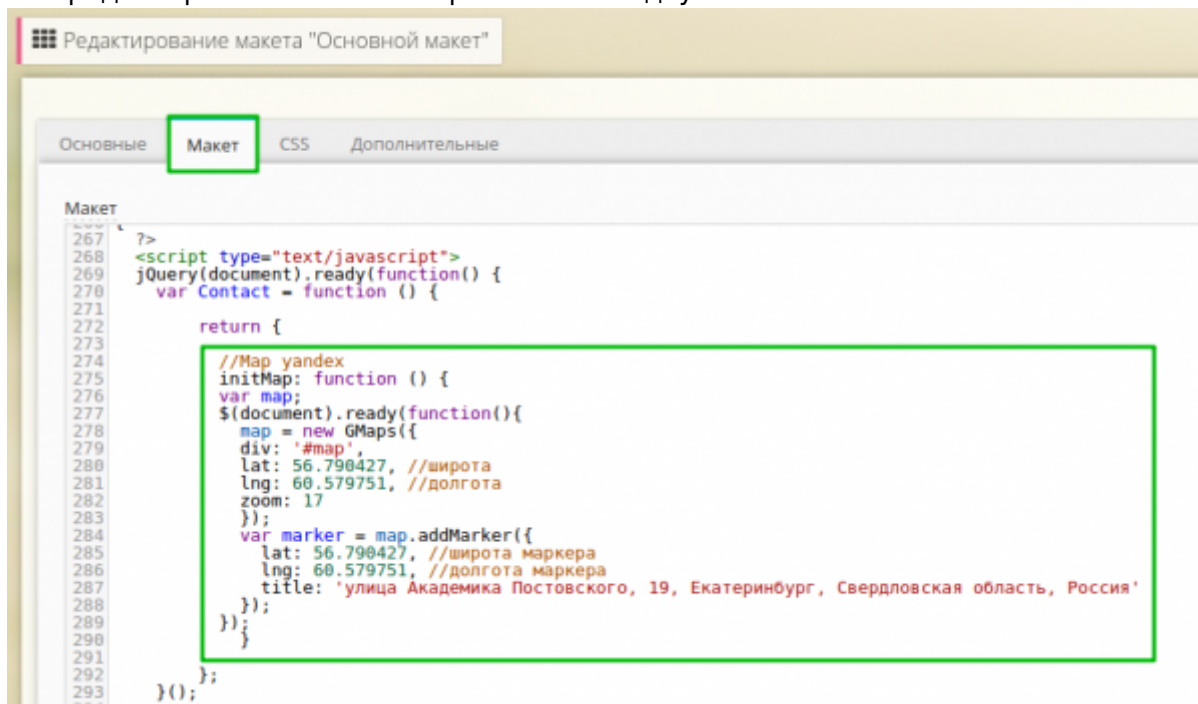 Редактирование макета "Основной макет"
Основные Макет CSS Дополнительные
Макет
267 ?>
268 <script type="text/javascript">
269 jQuery(document).ready(function() {
270 var Contact = function () {
271
272 return {
273
274 //Map yandex
275 initMap: function () {
276 var map;
277 $(document).ready(function(){
278 map = new GMaps({
279 div: '#map',
280 lat: 56.790427, //широта
281 lng: 60.579751, //долгота
282 zoom: 17
283 });
284 var marker = map.addMarker({
285 lat: 56.790427, //широта маркера
286 lng: 60.579751, //долгота маркера
287 title: 'улица Академика Постовского, 19, Екатеринбург, Свердловская область, Россия'
288 });
289 });
290 }
291
292 };
293 }();